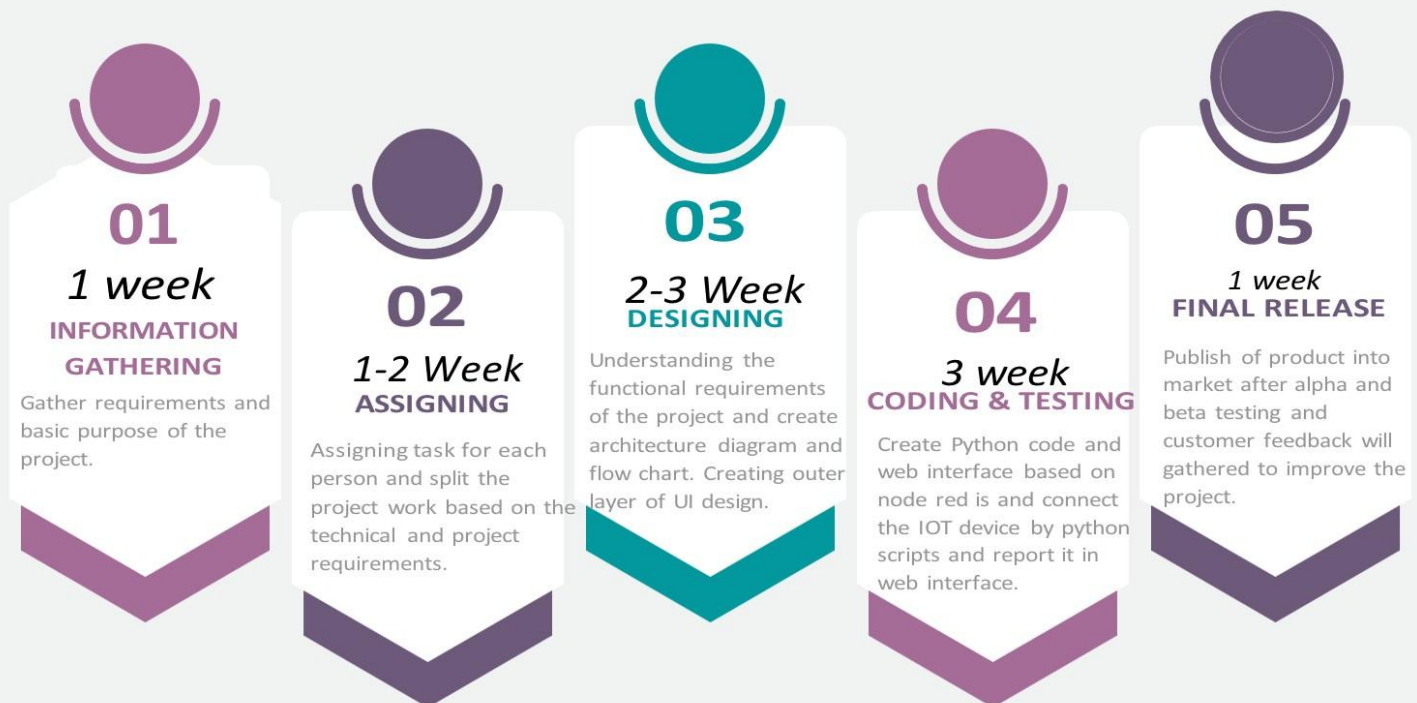 01
1 week
INFORMATION
GATHERING
Gather requirements and
basic purpose of the
project.
02
1-2 Week
ASSIGNING
Assigning task for each
person and split the
project work based on the
technical and project
requirements.
03
2-3 Week
DESIGNING
Understanding the
functional requirements
of the project and create
architecture diagram and
flow chart. Creating outer
layer of UI design.
04
3 week
CODING & TESTING
Create Python code and
web interface based on
node red is and connect
the IOT device by python
scripts and report it in
web interface.
05
1 week
FINAL RELEASE
Publish of product into
market after alpha and
beta testing and
customer feedback will
gathered to improve the
project.